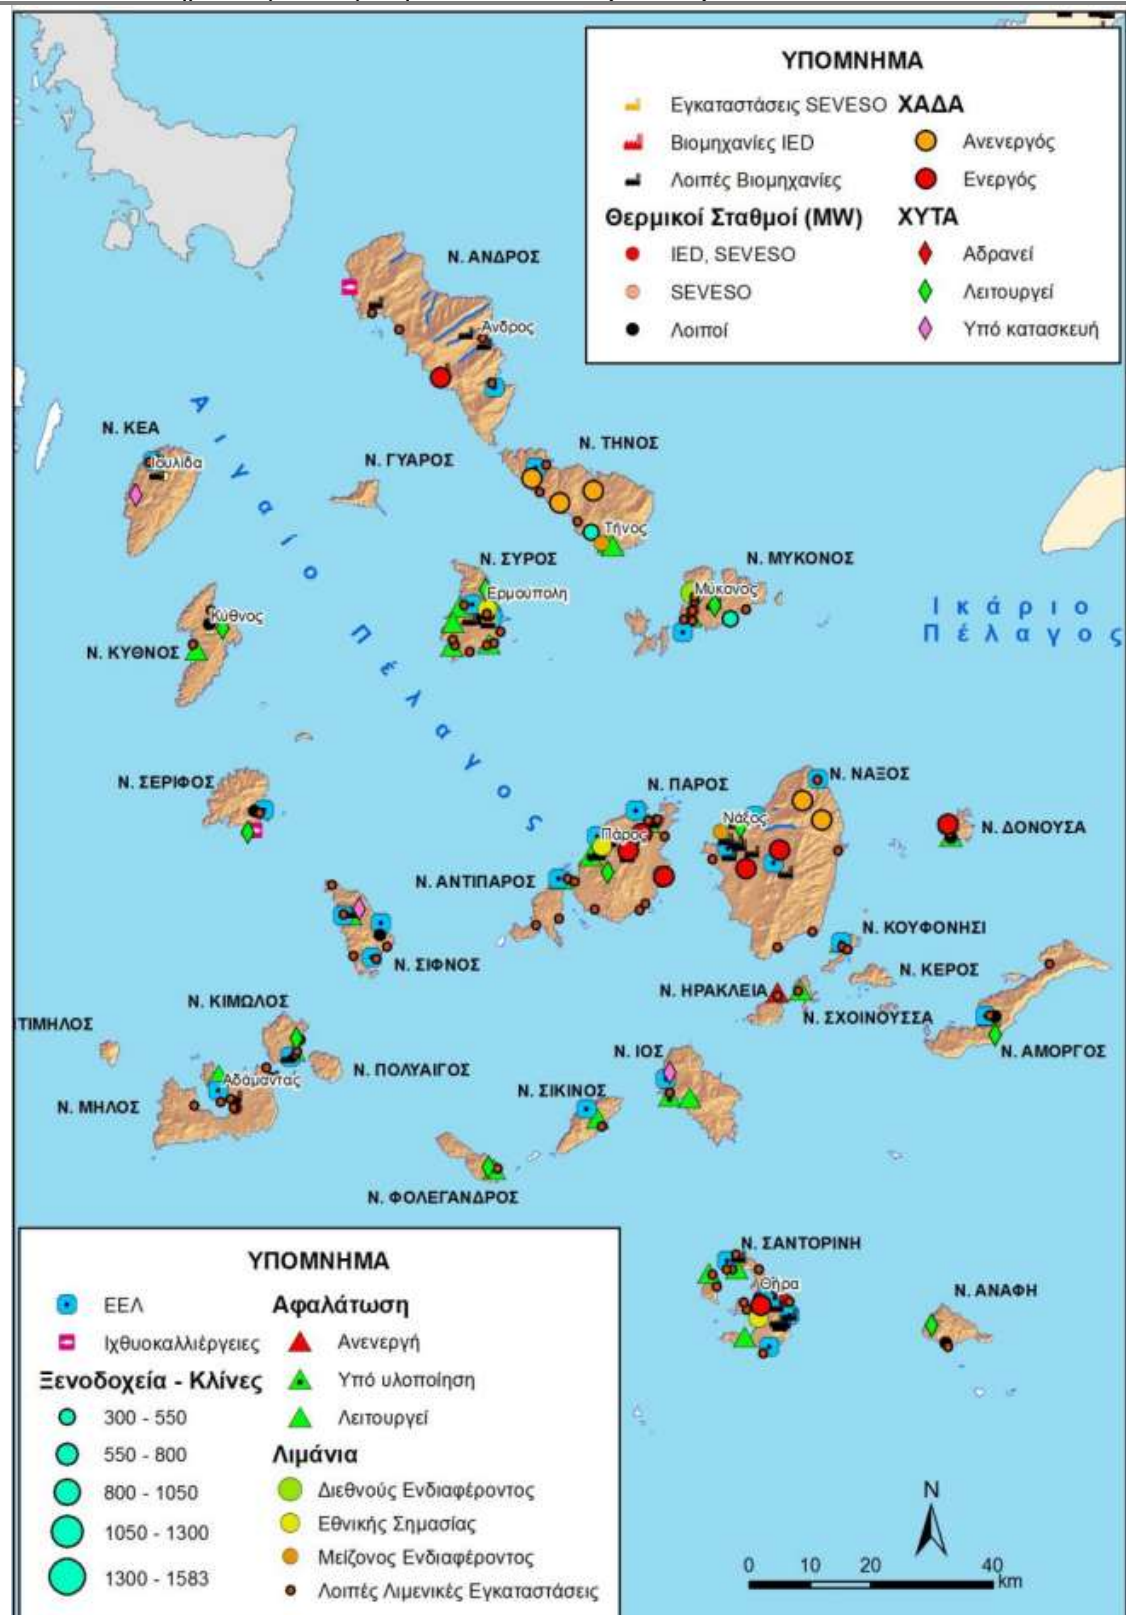 ΥΠΟΜΝΗΜΑ
Εγκαταστάσεις SEVESO
Βιομηχανίες IED
Λοιπές Βιομηχανίες
Θερμικοί Σταθμοί (MW)
IED, SEVESO
SEVESO
Λοιποί
ΧΑΔΑ
Ανενεργός
Ενεργός
ΧΥΤΑ
Αδρανεί
Λειτουργεί
Υπό κατασκευή
Ν. ΑΝΔΡΟΣ
Άνδρος
Ν. ΚΕΑ
Ιουλίδα
Ν. ΓΥΑΡΟΣ
Ν. ΤΗΝΟΣ
Τήνος
Ν. ΣΥΡΟΣ
Ερμούπολη
Ν. ΜΥΚΟΝΟΣ
Μύκονος
Αιγαίο Πέλαγος
Ικάριο
Πέλαγος
Κύθνος
Ν. ΚΥΘΝΟΣ
Ν. ΣΕΡΙΦΟΣ
Ν. ΠΑΡΟΣ
Πάρος
Ν. ΝΑΞΟΣ
Νάξος
Ν. ΔΟΝΟΥΣΑ
Ν. ΑΝΤΙΠΑΡΟΣ
Ν. ΣΙΦΝΟΣ
Ν. ΚΟΥΦΟΝΗΣΙ
Ν. ΚΕΡΟΣ
Ν. ΗΡΑΚΛΕΙΑ
Ν. ΣΧΟΙΝΟΥΣΣΑ
Ν. ΑΜΟΡΓΟΣ
Ν. ΚΙΜΩΛΟΣ
ΤΙΜΗΛΟΣ
Ν. ΠΟΛΥΑΙΓΟΣ
Αδάμαντας
Ν. ΜΗΛΟΣ
Ν. ΙΟΣ
Ν. ΣΙΚΙΝΟΣ
Ν. ΦΟΛΕΓΑΝΔΡΟΣ
Ν. ΣΑΝΤΟΡΙΝΗ
Θήρα
Ν. ΑΝΑΦΗ
ΥΠΟΜΝΗΜΑ
ΕΕΛ
Ιχθυοκαλλιέργειες
Ξενοδοχεία - Κλίνες
300 - 550
550 - 800
800 - 1050
1050 - 1300
1300 - 1583
Αφαλάτωση
Ανενεργή
Υπό υλοποίηση
Λειτουργεί
Λιμάνια
Διεθνούς Ενδιαφέροντος
Εθνικής Σημασίας
Μείζονος Ενδιαφέροντος
Λοιπές Λιμενικές Εγκαταστάσεις
N
0 10 20 40
km